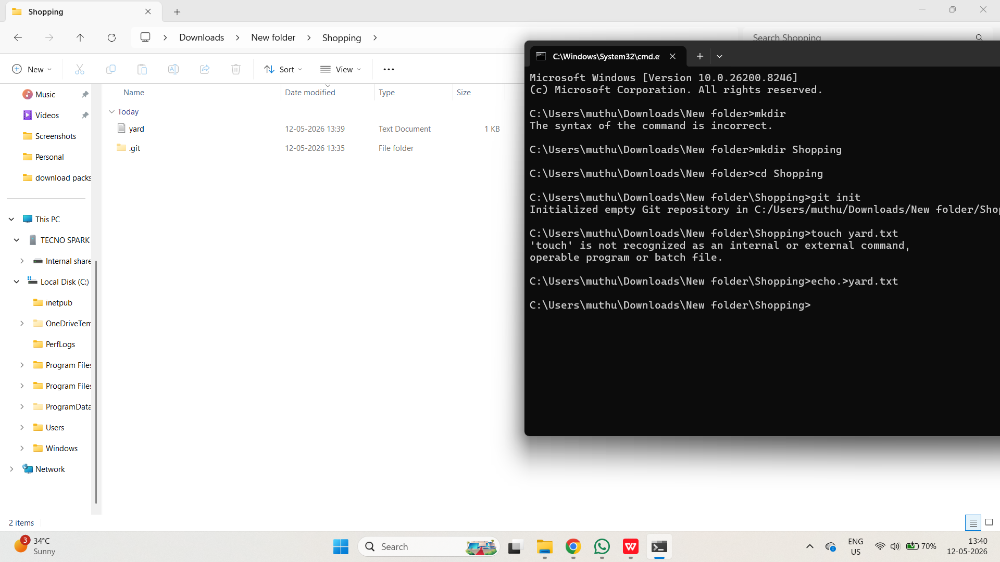 Shopping
Downloads > New folder > Shopping >
Search Shopping
New
Sort
View
Music
Videos
Screenshots
Personal
download packs
This PC
TECNO SPARK
Internal share
Local Disk (C:)
inetpub
OneDriveTem
PerfLogs
Program Files
Program Files
ProgramData
Users
Windows
Network
Name Date modified Type Size
Today
yard 12-05-2026 13:39 Text Document 1 KB
.git 12-05-2026 13:35 File folder
C:\Windows\System32\cmd.e
Microsoft Windows [Version 10.0.26200.8246]
(c) Microsoft Corporation. All rights reserved.
C:\Users\muthu\Downloads\New folder>mkdir
The syntax of the command is incorrect.
C:\Users\muthu\Downloads\New folder>mkdir Shopping
C:\Users\muthu\Downloads\New folder>cd Shopping
C:\Users\muthu\Downloads\New folder\Shopping>git init
Initialized empty Git repository in C:/Users/muthu/Downloads/New folder/Shop
C:\Users\muthu\Downloads\New folder\Shopping>touch yard.txt
'touch' is not recognized as an internal or external command,
operable program or batch file.
C:\Users\muthu\Downloads\New folder\Shopping>echo.>yard.txt
C:\Users\muthu\Downloads\New folder\Shopping>
2 items
3
34°C
Sunny
Search
ENG
US
70%
13:40
12-05-2026